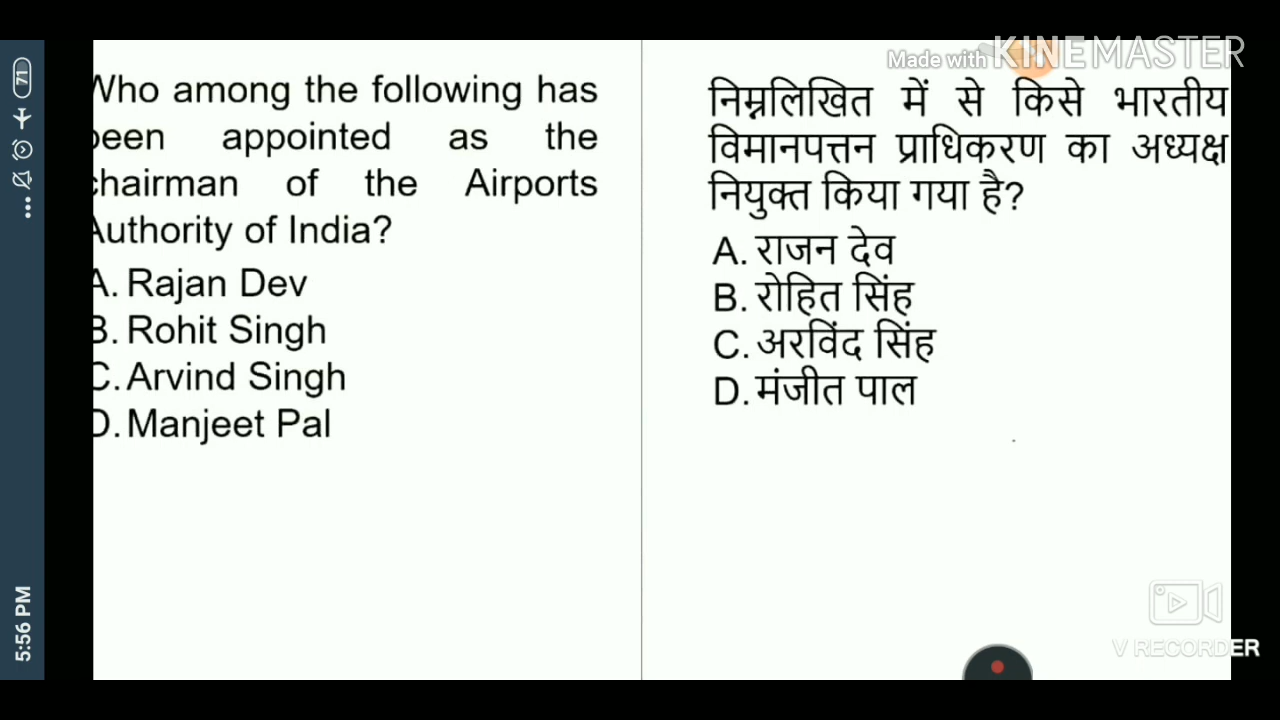 Made with KINEMASTER
Who among the following has
been appointed as the
chairman of the Airports
Authority of India?
A. Rajan Dev
B. Rohit Singh
C. Arvind Singh
D. Manjeet Pal
निम्नलिखित में से किसे भारतीय
विमानपत्तन प्राधिकरण का अध्यक्ष
नियुक्त किया गया है?
A. राजन देव
B. रोहित सिंह
C. अरविंद सिंह
D. मंजीत पाल
71
5:56 PM
V RECORDER